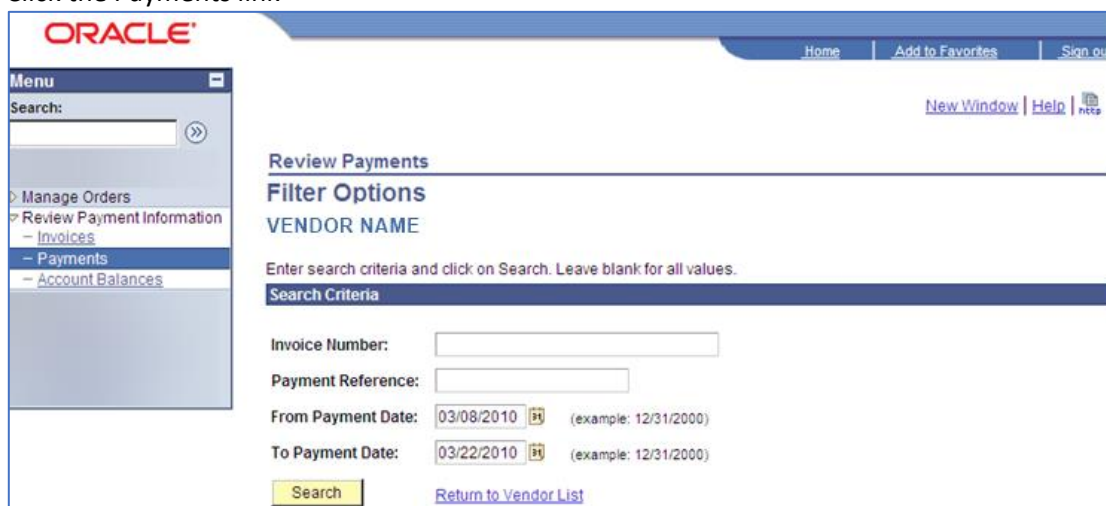 ORACLE
Home | Add to Favorites |
New Window | Help | http
Menu
Search:
Manage Orders
Review Payment Information
– Invoices
– Payments
– Account Balances
Review Payments
Filter Options
VENDOR NAME
Enter search criteria and click on Search. Leave blank for all values.
Search Criteria
Invoice Number:
Payment Reference:
From Payment Date: 03/08/2010 31 (example: 12/31/2000)
To Payment Date: 03/22/2010 31 (example: 12/31/2000)
Search Return to Vendor List